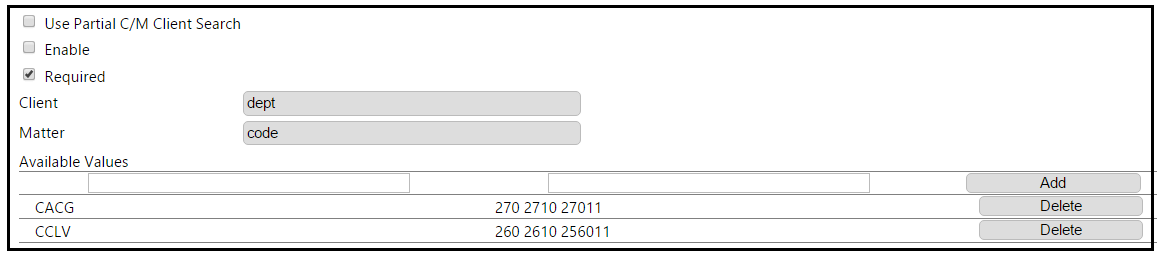 Use Partial C/M Client Search
Enable
Required
Client dept
Matter code
Available Values
Add
CACG 270 2710 27011 Delete
CCLV 260 2610 256011 Delete